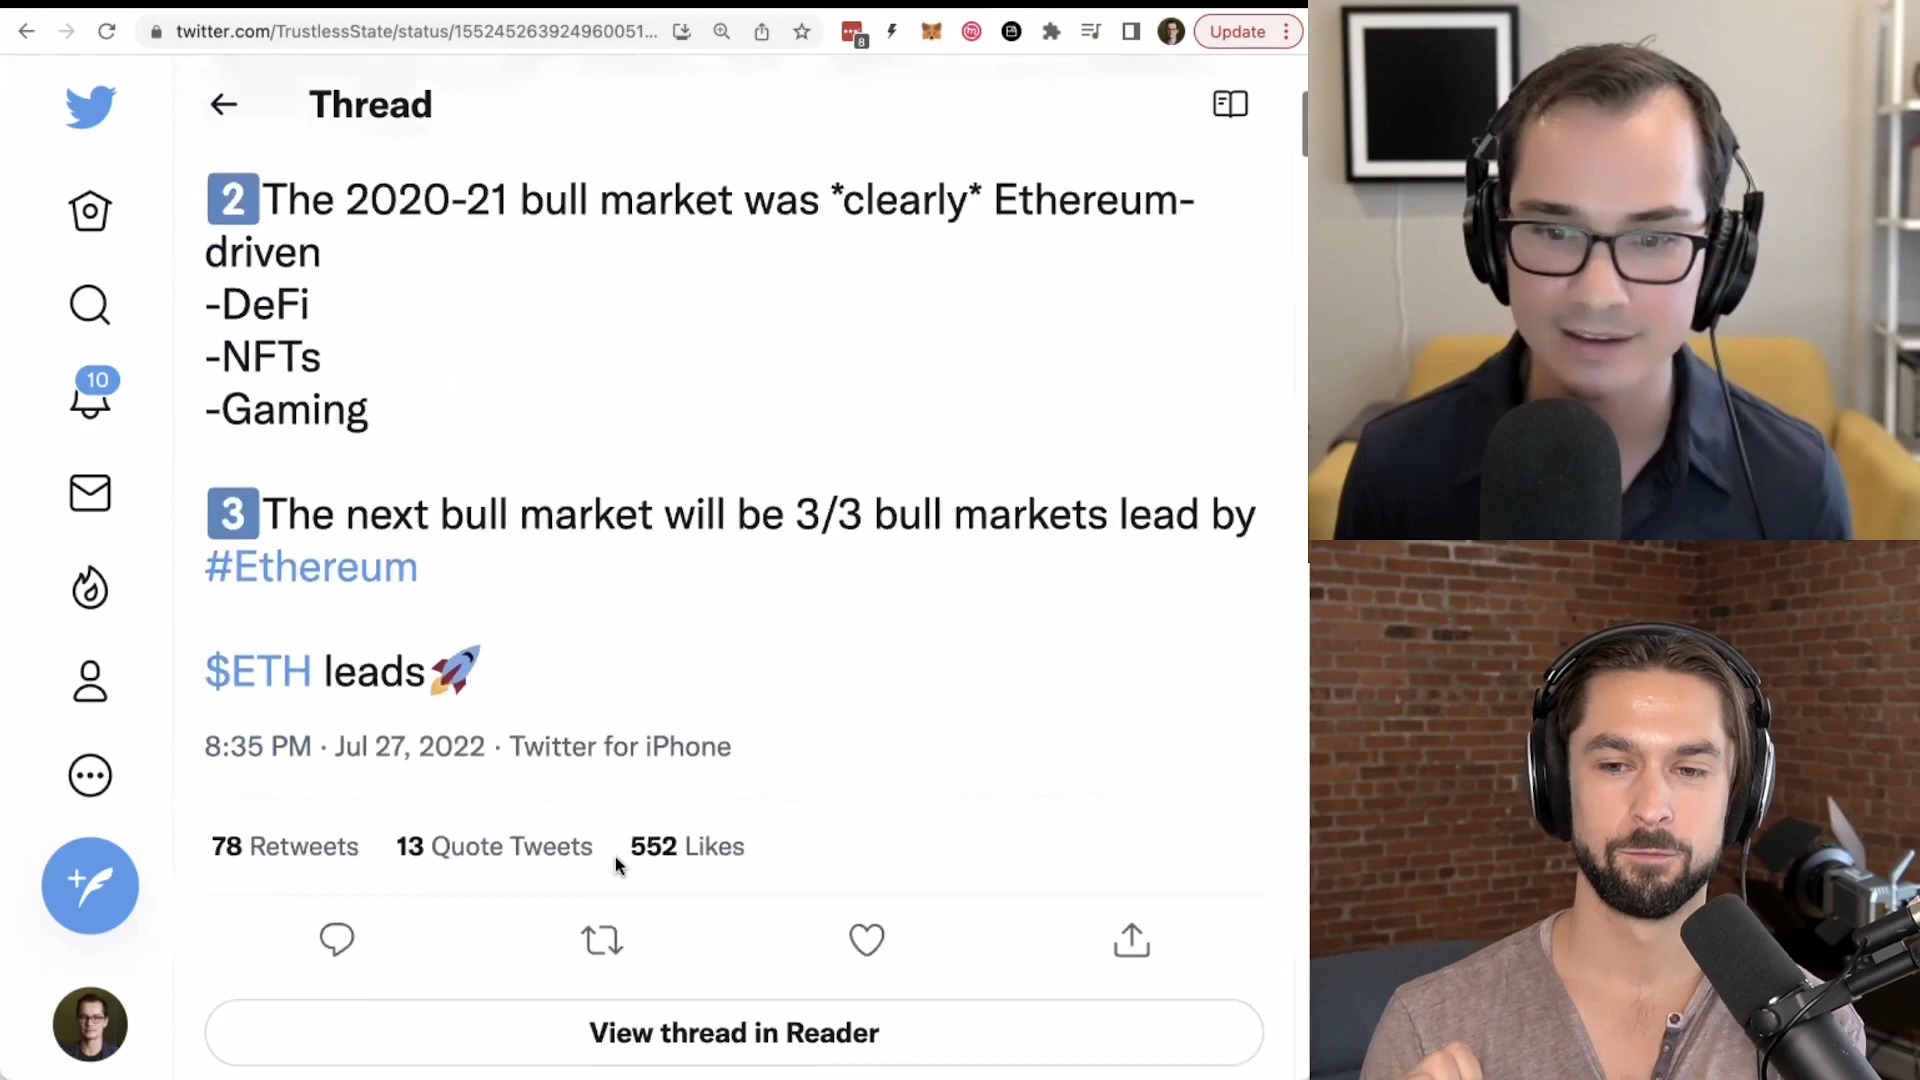 twitter.com/TrustlessState/status/155245263924960051...
8
Update
Thread
2 The 2020-21 bull market was *clearly* Ethereum-
driven
-DeFi
-NFTs
-Gaming
10
3 The next bull market will be 3/3 bull markets lead by
#Ethereum
$ETH leads🚀
8:35 PM · Jul 27, 2022 · Twitter for iPhone
78 Retweets 13 Quote Tweets 552 Likes
View thread in Reader